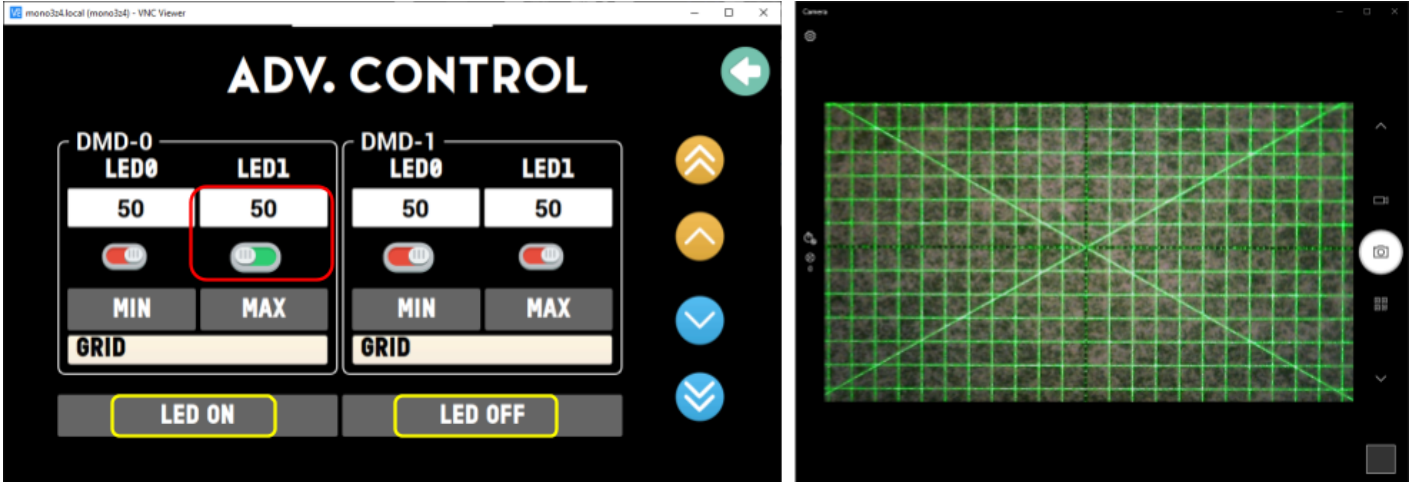 mono3z4.local (mono3z4) - VNC Viewer
ADV. CONTROL
DMD-0
LED0 LED1
50 50
MIN MAX
GRID
DMD-1
LED0 LED1
50 50
MIN MAX
GRID
LED ON
LED OFF
Camera